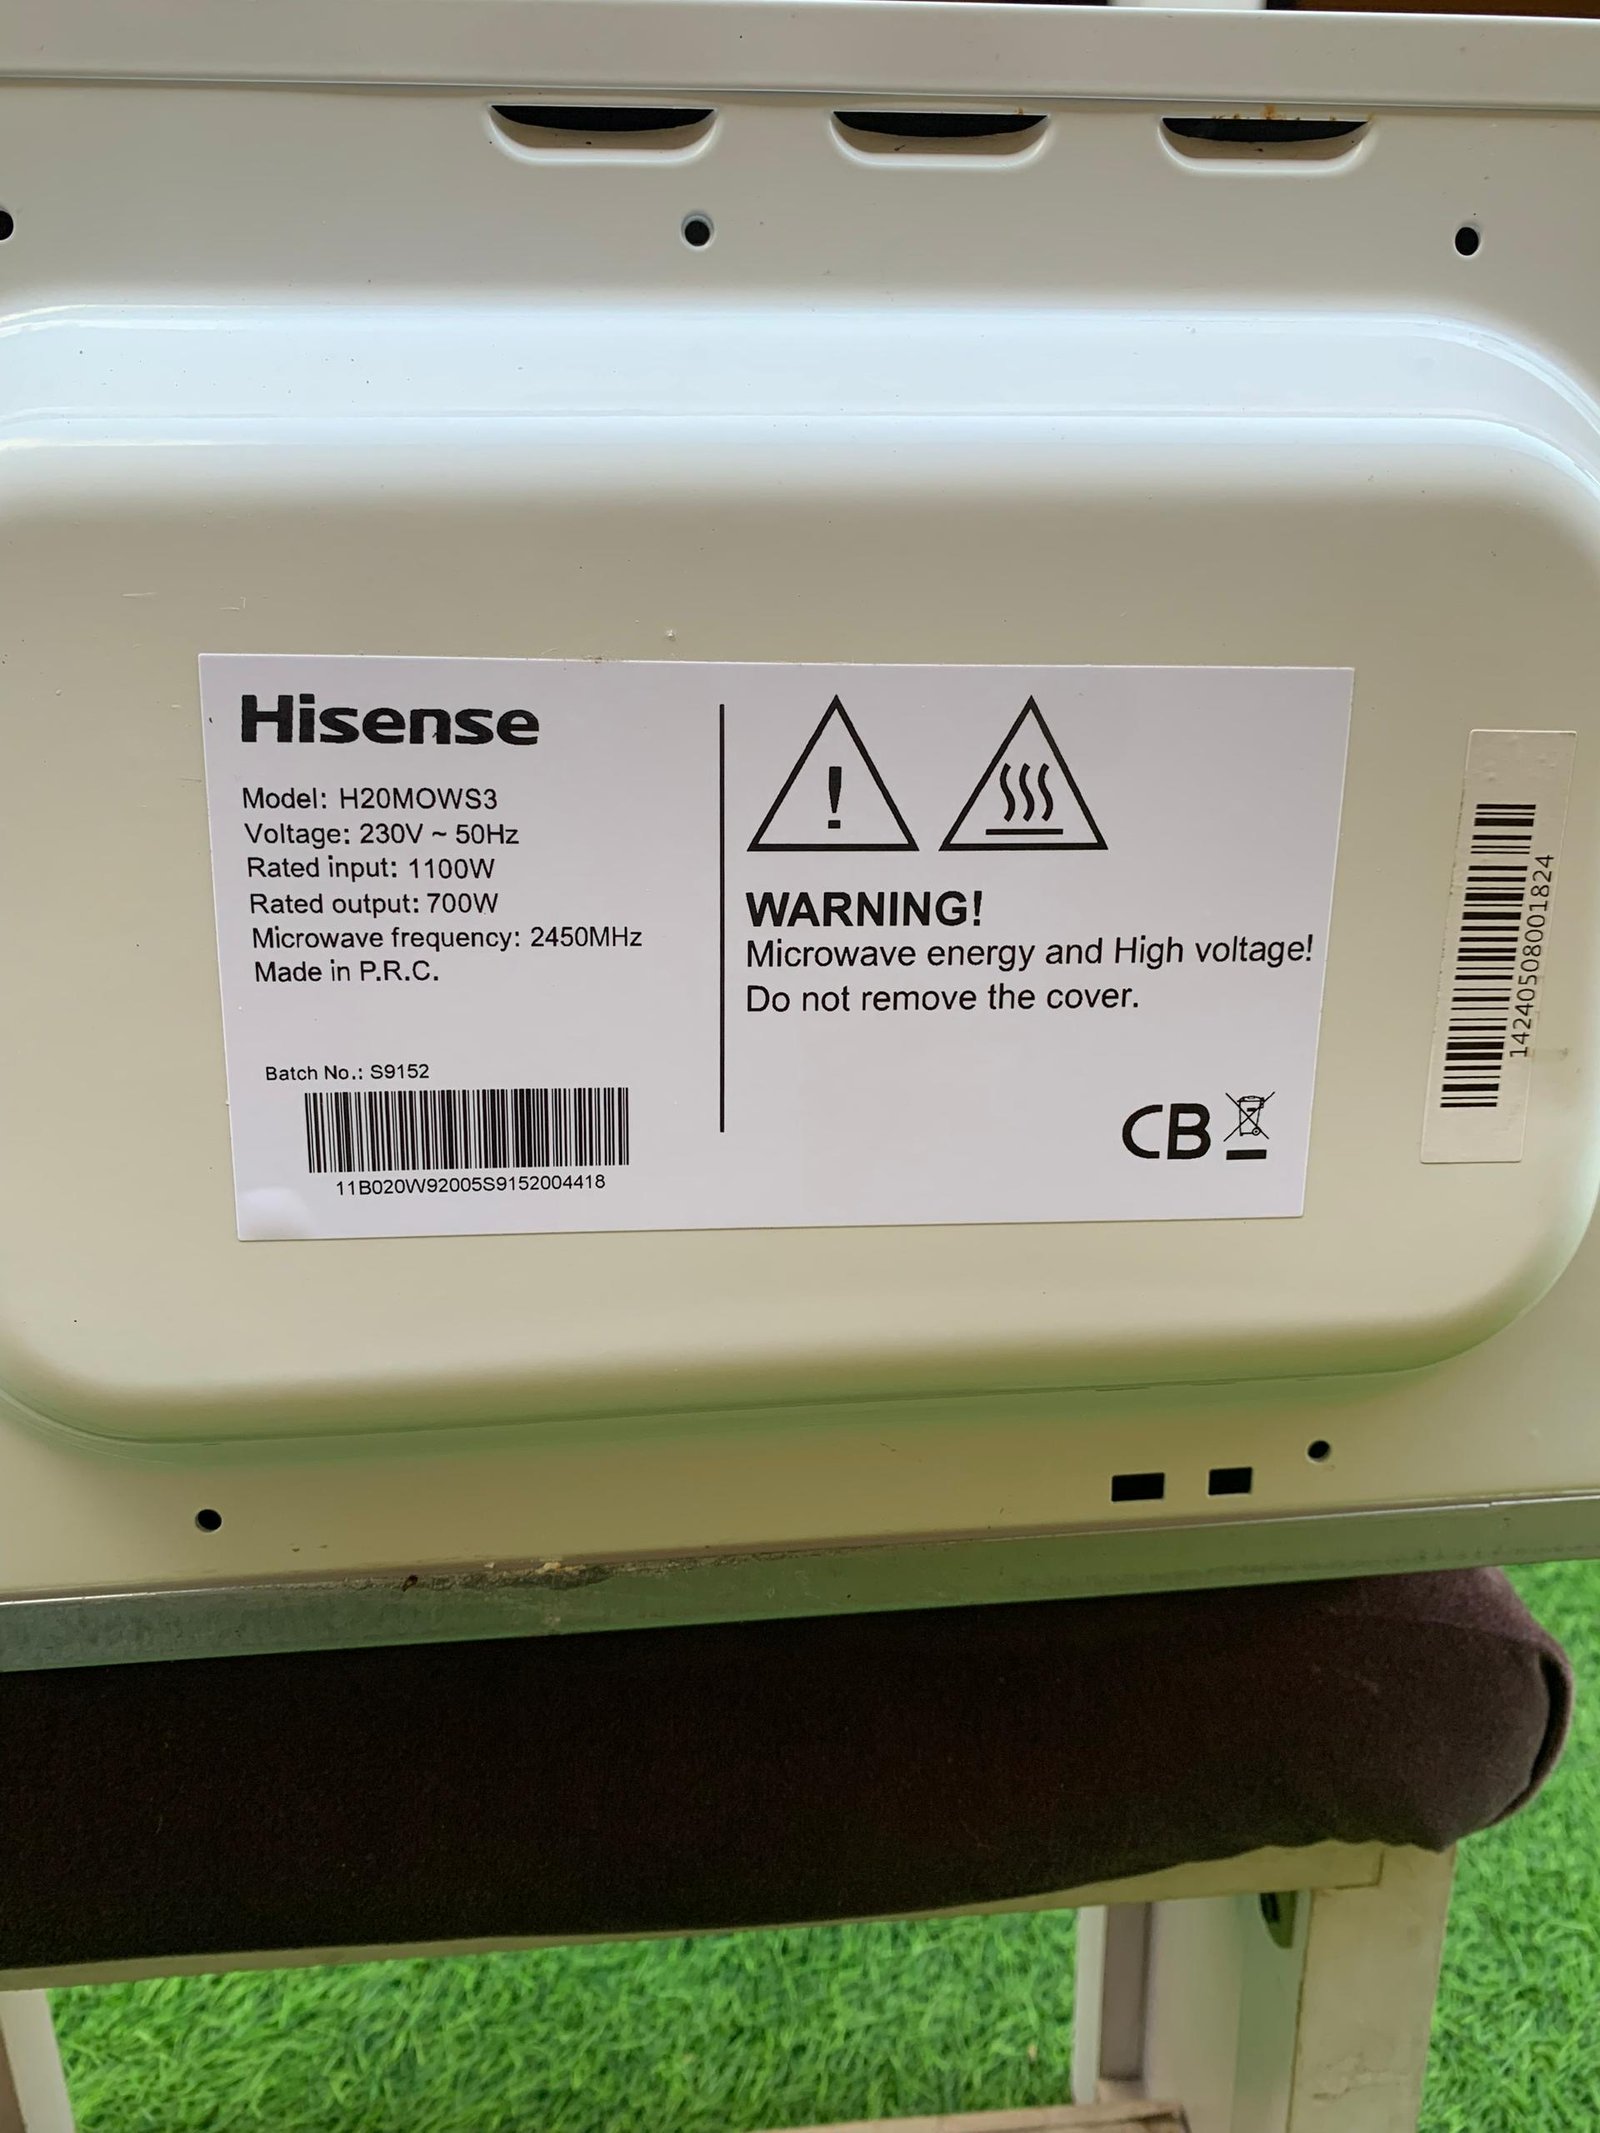 Hisense
Model: H20MOWS3
Voltage: 230V ~ 50Hz
Rated input: 1100W
Rated output: 700W
Microwave frequency: 2450MHz
Made in P.R.C.
Batch No.: S9152
11B020W92005S9152004418
WARNING!
Microwave energy and High voltage!
Do not remove the cover.
CB
14240508001824